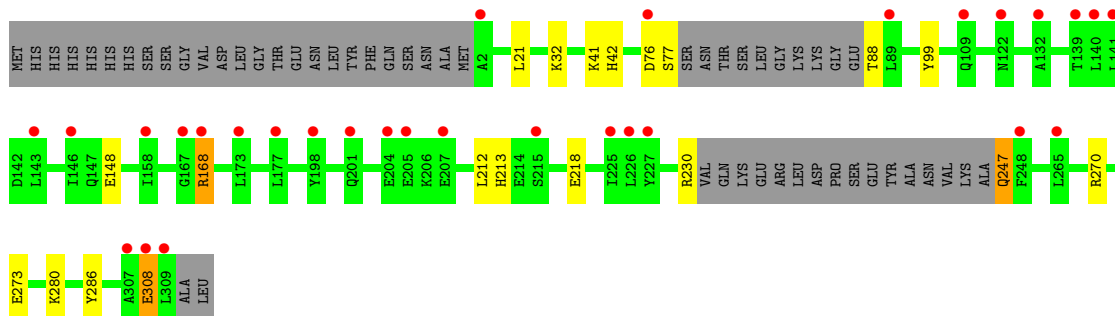 MET HIS HIS HIS HIS HIS HIS SER SER GLY VAL ASP LEU GLY THR GLU ASN LEU TYR PHE GLN SER ASN ALA MET A2 L21 K32 K41 H42 D76 S77 SER ASN THR SER LEU GLY LYS LYS GLY GLU T88 L89 Y99 Q109 N122 A132 T139 L140 L141
D142 L143 I146 Q147 E148 I158 G167 R168 L173 L177 Y198 Q201 E204 E205 K206 E207 L212 H213 E214 S215 E218 I225 L226 Y227 R230 VAL GLN LYS GLU ARG LEU ASP PRO SER GLU TYR ALA ASN VAL LYS ALA Q247 F248 L265 R270
E273 K280 Y286 A307 E308 L309 ALA LEU